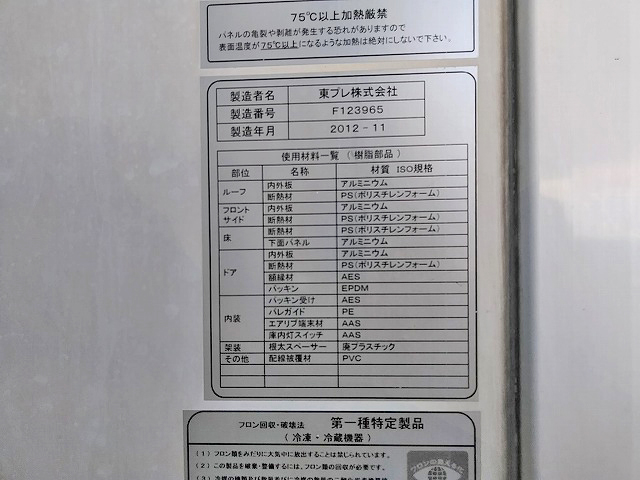 75℃以上加熱厳禁
パネルの亀裂や剥離が発生する恐れがありますので
表面温度が75℃以上になるような加熱は絶対にしないで下さい。
製造者名 東プレ株式会社
製造番号 F123965
製造年月 2012-11
使用材料一覧（樹脂部品）
部位 名称 材質 ISO規格
ルーフ 内外板 アルミニウム
断熱材 PS(ポリスチレンフォーム)
フロント サイド 内外板 アルミニウム
断熱材 PS(ポリスチレンフォーム)
床 断熱材 PS(ポリスチレンフォーム)
下面パネル アルミニウム
ドア 内外板 アルミニウム
断熱材 PS(ポリスチレンフォーム)
額縁材 AES
パッキン EPDM
内装 パッキン受け AES
パレガイド PE
エアリブ端末材 AAS
庫内灯スイッチ AAS
架装 根太スペーサー 廃プラスチック
その他 配線被覆材 PVC
フロン回収・破壊法 第一種特定製品
（冷凍・冷蔵機器）
(1) フロン類をみだりに大気中に放出することは禁じられています。
(2) この製品を破棄・整備するには、フロン類の回収が必要です。